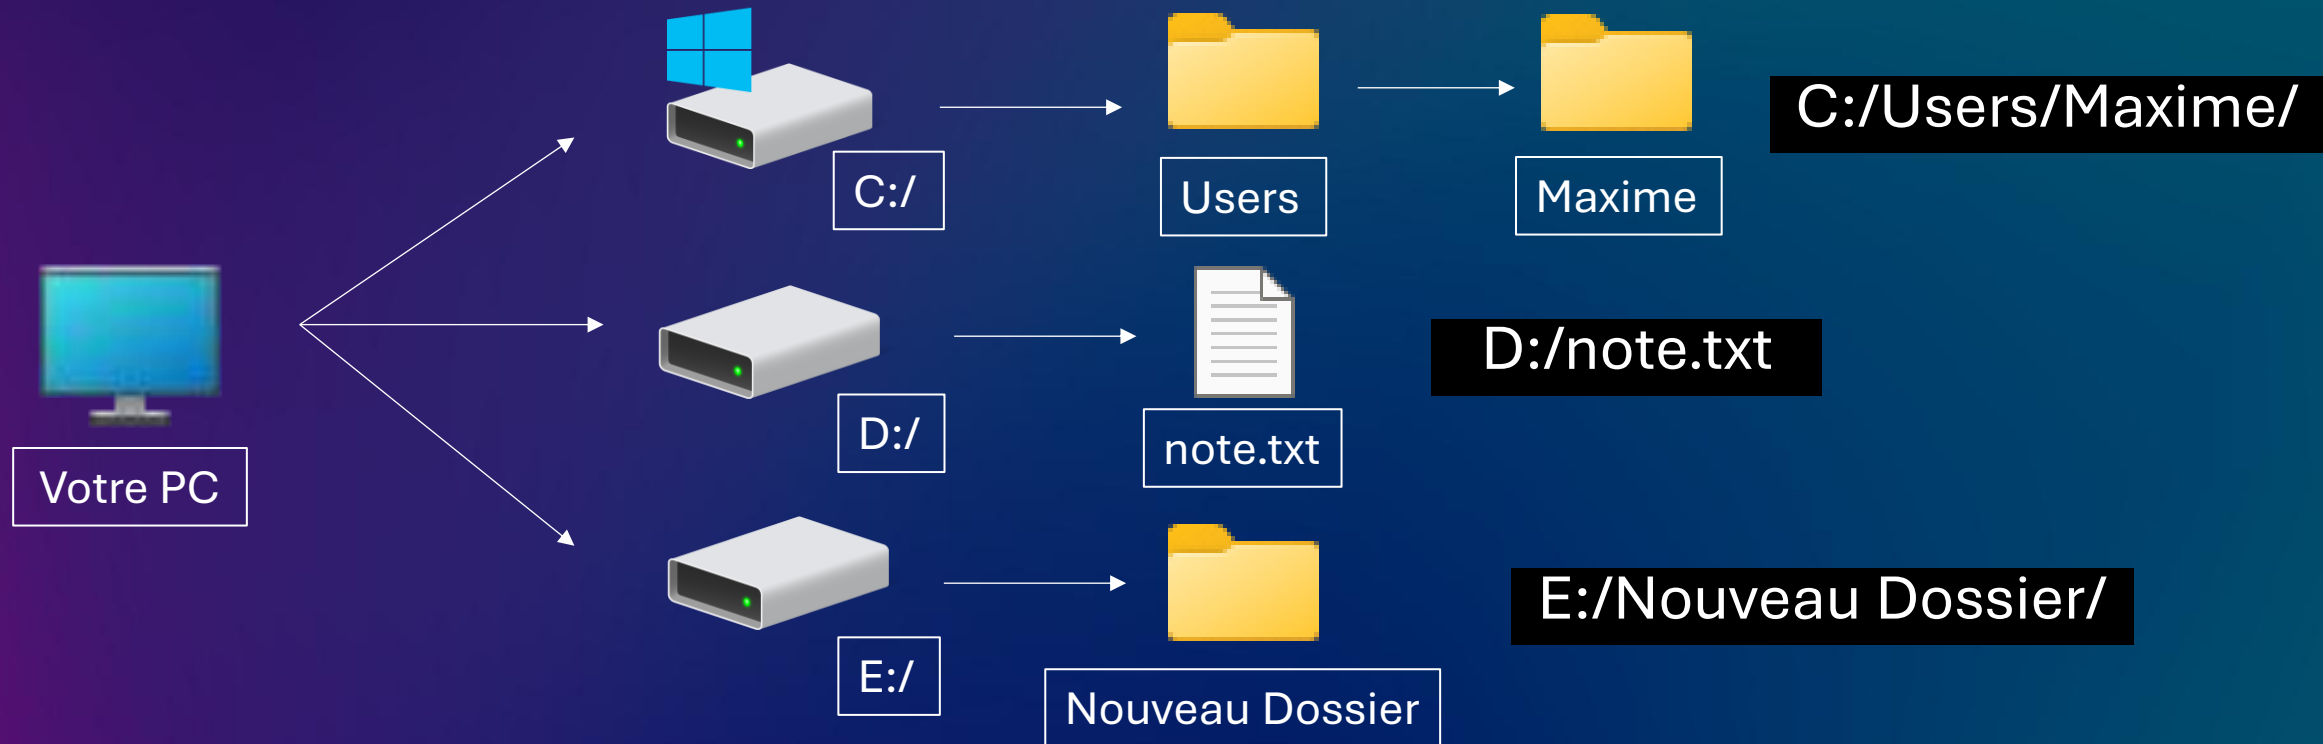 C:/
Users
Maxime
C:/Users/Maxime/
Votre PC
D:/
note.txt
D:/note.txt
E:/
Nouveau Dossier
E:/Nouveau Dossier/